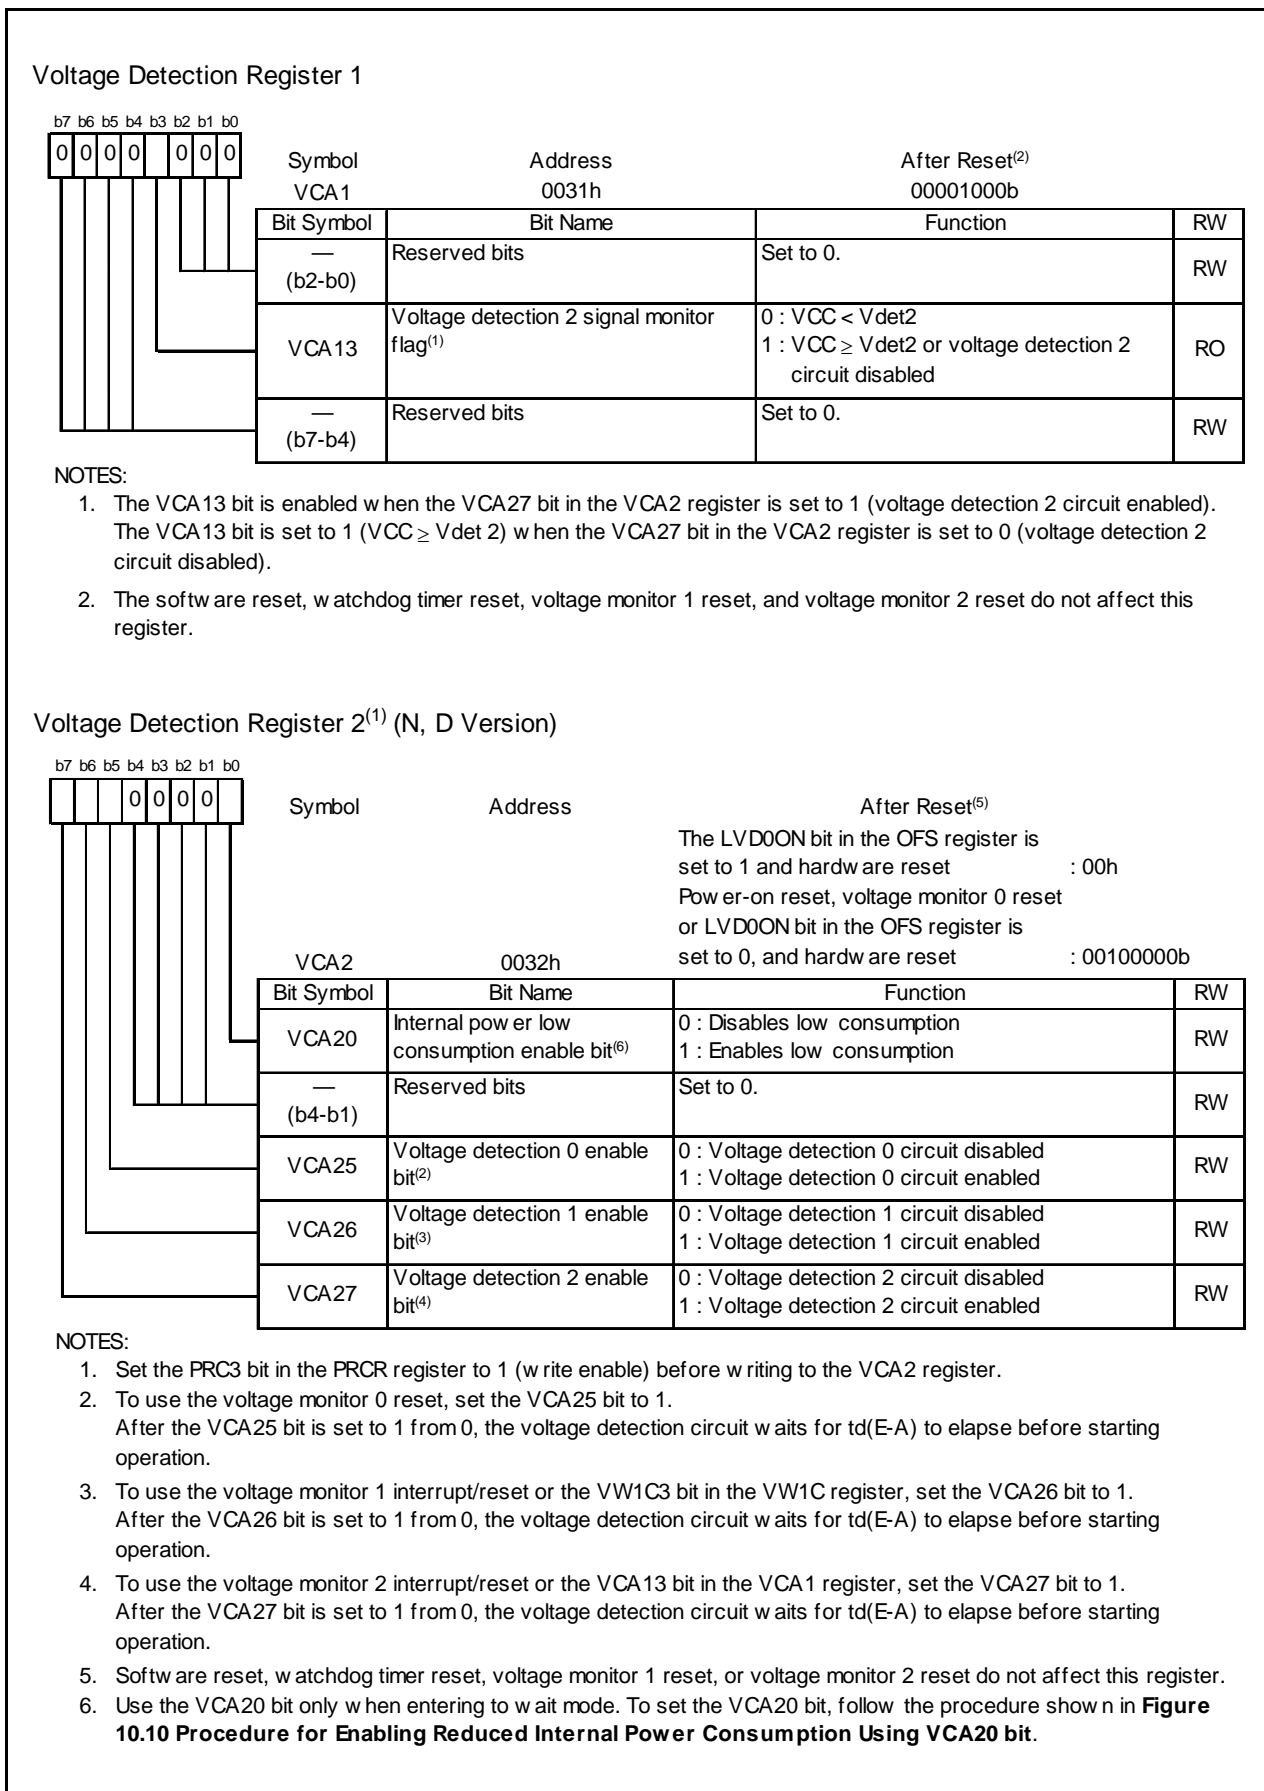 Voltage Detection Register 1
b7 b6 b5 b4 b3 b2 b1 b0
0 0 0 0 0 0 0
Symbol Address After Reset(2)
VCA1 0031h 00001000b
Bit Symbol Bit Name Function RW
— Reserved bits Set to 0. RW
(b2-b0)
VCA13 Voltage detection 2 signal monitor flag(1) 0 : VCC < Vdet2 RO
1 : VCC ≥ Vdet2 or voltage detection 2
circuit disabled
— Reserved bits Set to 0. RW
(b7-b4)
NOTES:
1. The VCA13 bit is enabled when the VCA27 bit in the VCA2 register is set to 1 (voltage detection 2 circuit enabled).
The VCA13 bit is set to 1 (VCC ≥ Vdet 2) when the VCA27 bit in the VCA2 register is set to 0 (voltage detection 2
circuit disabled).
2. The software reset, watchdog timer reset, voltage monitor 1 reset, and voltage monitor 2 reset do not affect this
register.
Voltage Detection Register 2(1) (N, D Version)
b7 b6 b5 b4 b3 b2 b1 b0
0 0 0 0
Symbol Address After Reset(5)
The LVD0ON bit in the OFS register is
set to 1 and hardware reset : 00h
Power-on reset, voltage monitor 0 reset
or LVD0ON bit in the OFS register is
VCA2 0032h set to 0, and hardware reset : 00100000b
Bit Symbol Bit Name Function RW
VCA20 Internal power low consumption enable bit(6) 0 : Disables low consumption RW
1 : Enables low consumption
— Reserved bits Set to 0. RW
(b4-b1)
VCA25 Voltage detection 0 enable bit(2) 0 : Voltage detection 0 circuit disabled RW
1 : Voltage detection 0 circuit enabled
VCA26 Voltage detection 1 enable bit(3) 0 : Voltage detection 1 circuit disabled RW
1 : Voltage detection 1 circuit enabled
VCA27 Voltage detection 2 enable bit(4) 0 : Voltage detection 2 circuit disabled RW
1 : Voltage detection 2 circuit enabled
NOTES:
1. Set the PRC3 bit in the PRCR register to 1 (write enable) before writing to the VCA2 register.
2. To use the voltage monitor 0 reset, set the VCA25 bit to 1.
After the VCA25 bit is set to 1 from 0, the voltage detection circuit waits for td(E-A) to elapse before starting
operation.
3. To use the voltage monitor 1 interrupt/reset or the VW1C3 bit in the VW1C register, set the VCA26 bit to 1.
After the VCA26 bit is set to 1 from 0, the voltage detection circuit waits for td(E-A) to elapse before starting
operation.
4. To use the voltage monitor 2 interrupt/reset or the VCA13 bit in the VCA1 register, set the VCA27 bit to 1.
After the VCA27 bit is set to 1 from 0, the voltage detection circuit waits for td(E-A) to elapse before starting
operation.
5. Software reset, watchdog timer reset, voltage monitor 1 reset, or voltage monitor 2 reset do not affect this register.
6. Use the VCA20 bit only when entering to wait mode. To set the VCA20 bit, follow the procedure shown in Figure
10.10 Procedure for Enabling Reduced Internal Power Consumption Using VCA20 bit.